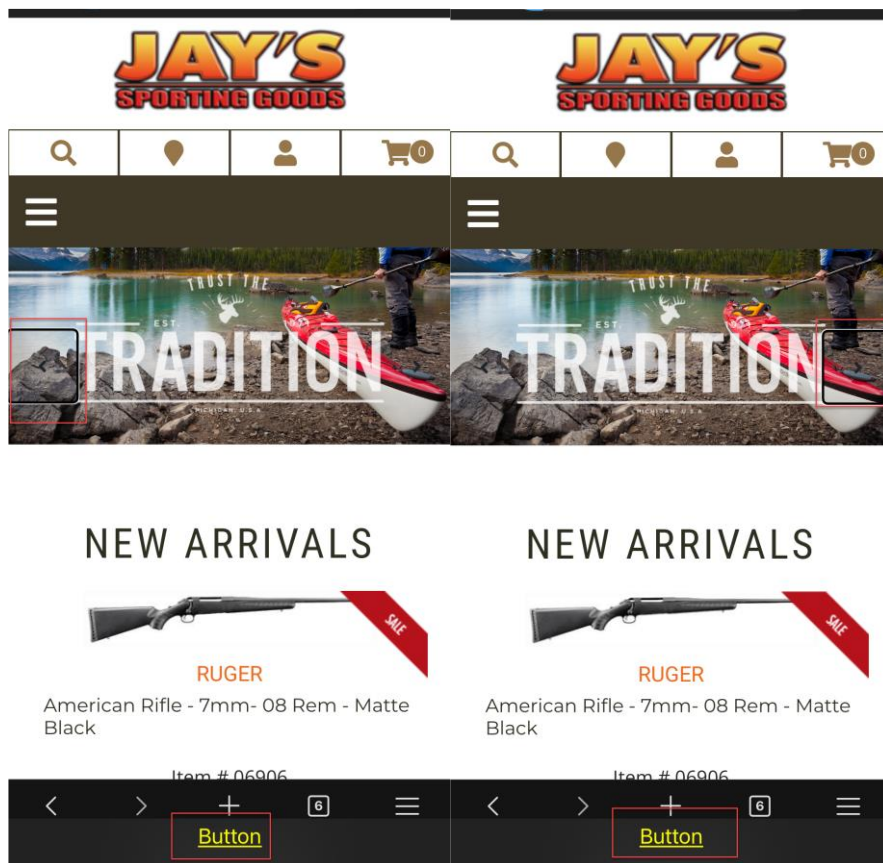 JAY'S
SPORTING GOODS
0
TRUST THE
EST
TRADITION
MICHIGAN, U.S.A
NEW ARRIVALS
SALE
RUGER
American Rifle - 7mm- 08 Rem - Matte
Black
Item # 06906
6
Button
JAY'S
SPORTING GOODS
0
TRUST THE
EST
TRADITION
MICHIGAN, U.S.A
NEW ARRIVALS
SALE
RUGER
American Rifle - 7mm- 08 Rem - Matte
Black
Item # 06906
6
Button